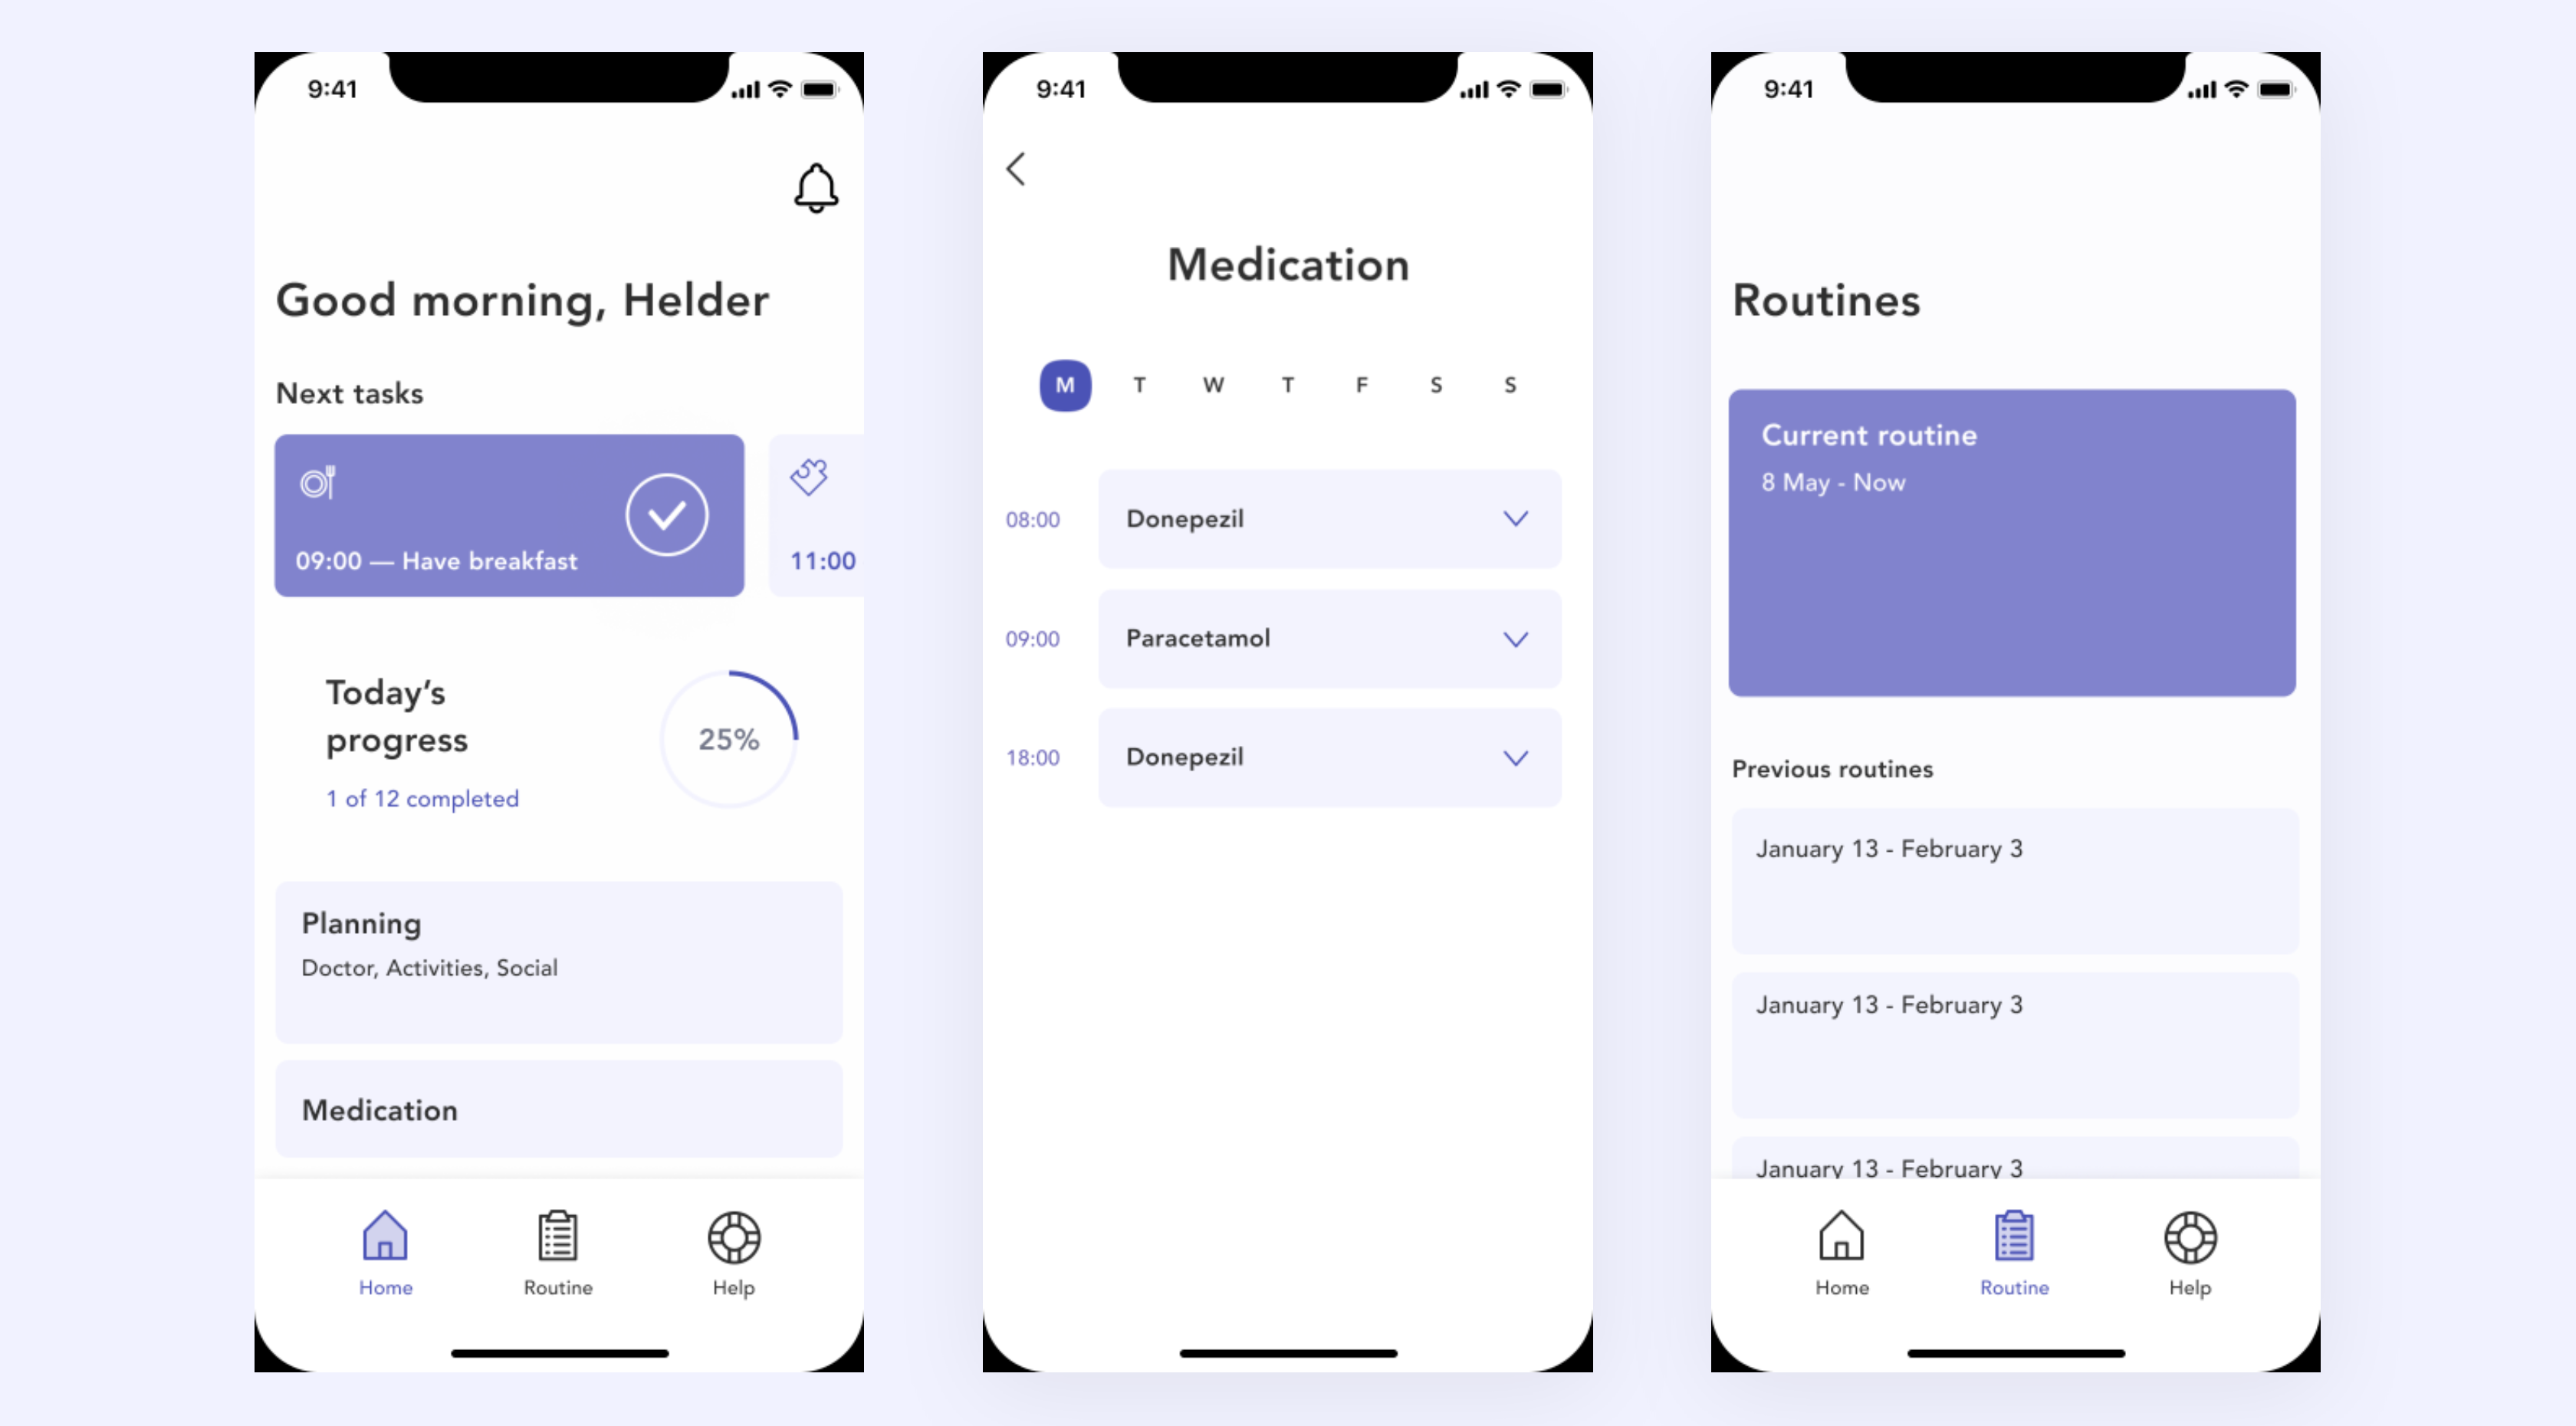 9:41
Good morning, Helder
Next tasks
09:00 — Have breakfast
11:00
Today's
progress
25%
1 of 12 completed
Planning
Doctor, Activities, Social
Medication
Home
Routine
Help
9:41
Medication
M T W T F S S
08:00 Donepezil
09:00 Paracetamol
18:00 Donepezil
9:41
Routines
Current routine
8 May - Now
Previous routines
January 13 - February 3
January 13 - February 3
January 13 - February 3
Home
Routine
Help